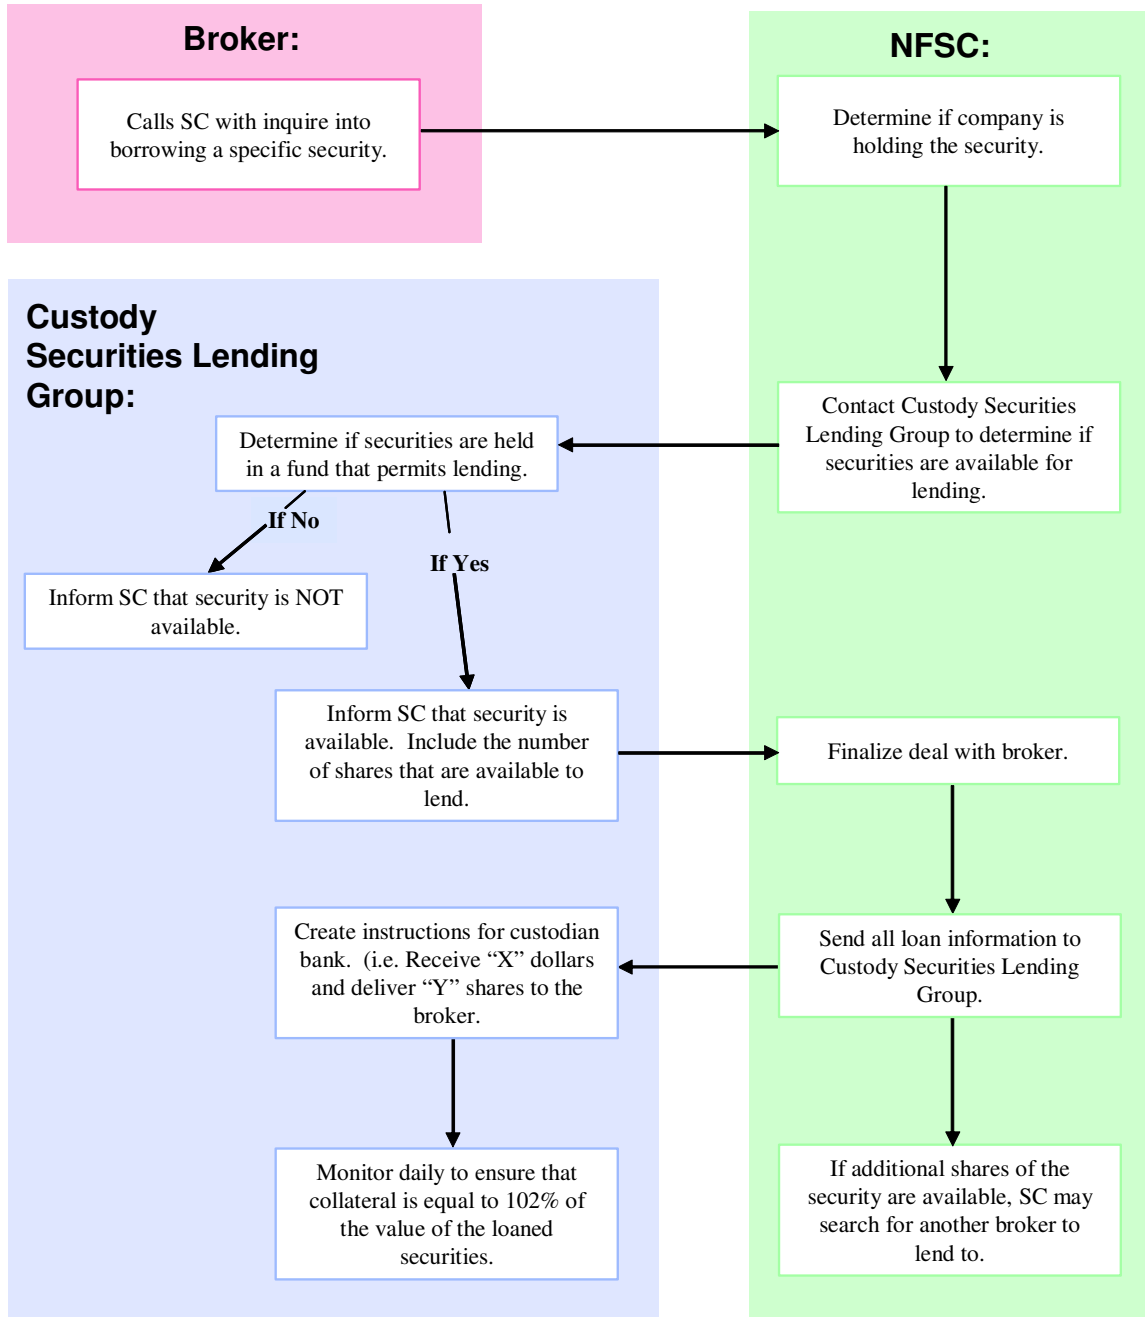 Broker:
Calls SC with inquire into
borrowing a specific security.
NFSC:
Determine if company is
holding the security.
Custody
Securities Lending
Group:
Contact Custody Securities
Lending Group to determine if
securities are available for
lending.
Determine if securities are held
in a fund that permits lending.
If No
If Yes
Inform SC that security is NOT
available.
Inform SC that security is
available.  Include the number
of shares that are available to
lend.
Finalize deal with broker.
Send all loan information to
Custody Securities Lending
Group.
Create instructions for custodian
bank.  (i.e. Receive “X” dollars
and deliver “Y” shares to the
broker.
Monitor daily to ensure that
collateral is equal to 102% of
the value of the loaned
securities.
If additional shares of the
security are available, SC may
search for another broker to
lend to.